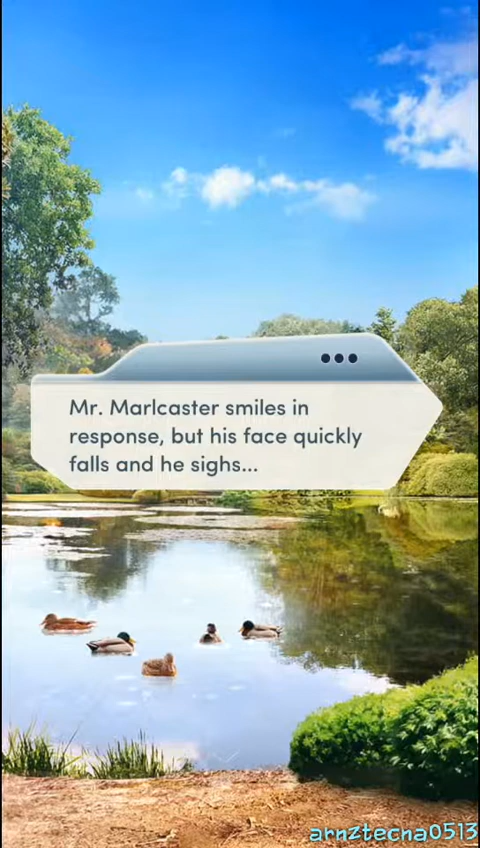 Mr. Marlcaster smiles in
response, but his face quickly
falls and he sighs...
arnztecna0513